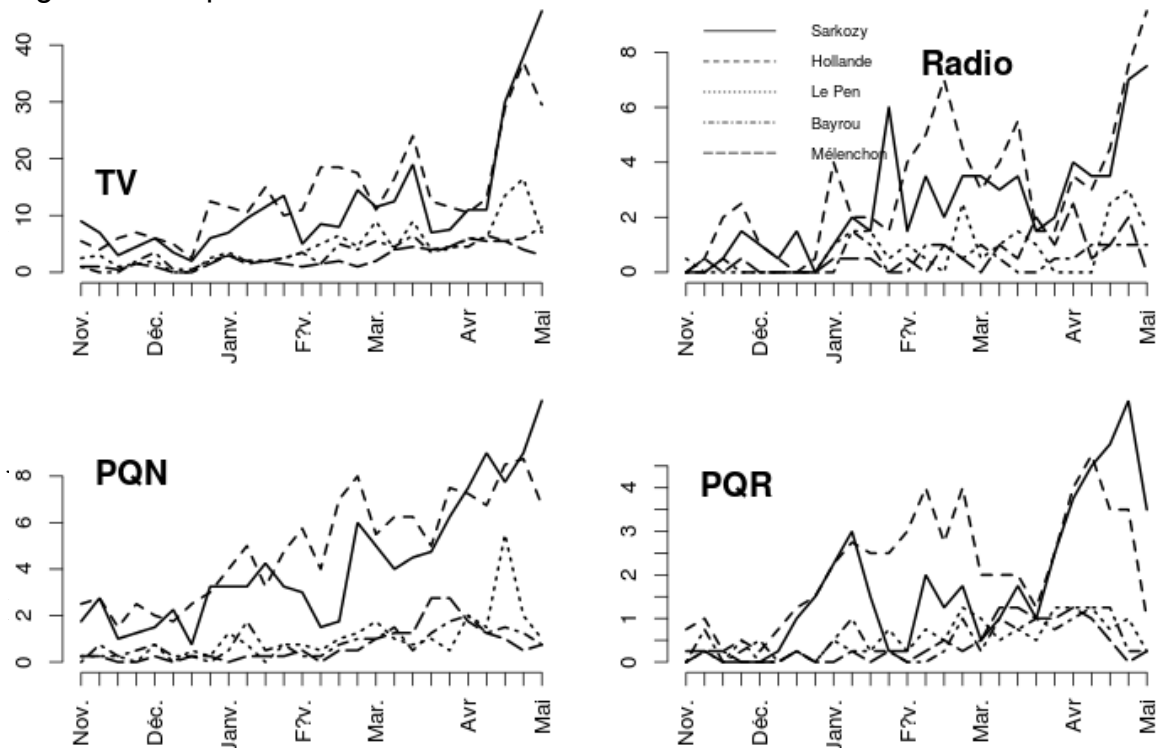 TV
40
30
20
10
0
Nov.
Déc.
Janv.
F?v.
Mar.
Avr
Mai
Radio
Sarkozy
Hollande
Le Pen
Bayrou
Mélenchon
8
6
4
2
0
Nov.
Déc.
Janv.
F?v.
Mar.
Avr
Mai
PQN
8
6
4
2
0
Nov.
Déc.
Janv.
F?v.
Mar.
Avr
Mai
PQR
4
3
2
1
0
Nov.
Déc.
Janv.
F?v.
Mar.
Avr
Mai